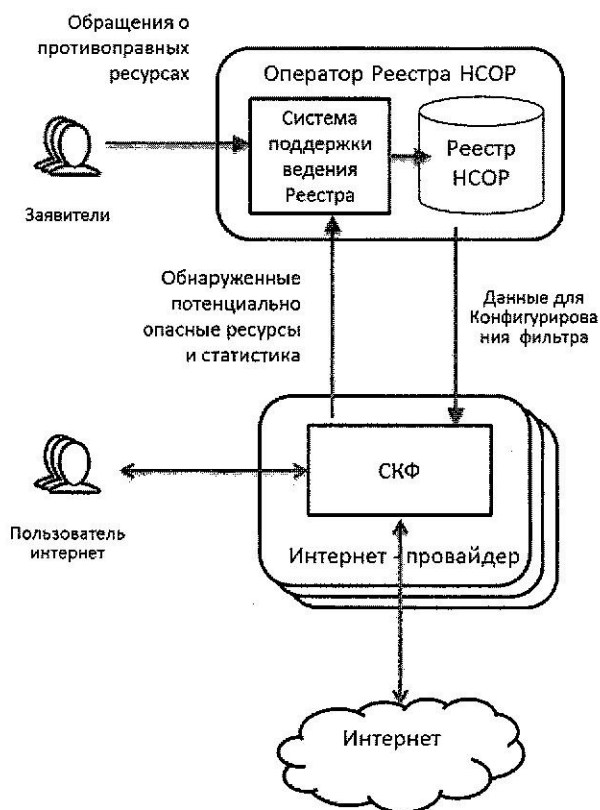 Обращения о
противоправных
ресурсах
Оператор Реестра НСОР
Система
поддержки
ведения
Реестра
Реестр
НСОР
Заявители
Обнаруженные
потенциально
опасные ресурсы
и статистика
Данные для
Конфигурирова
ния фильтра
СКФ
Пользователь
интернет
Интернет - провайдер
Интернет